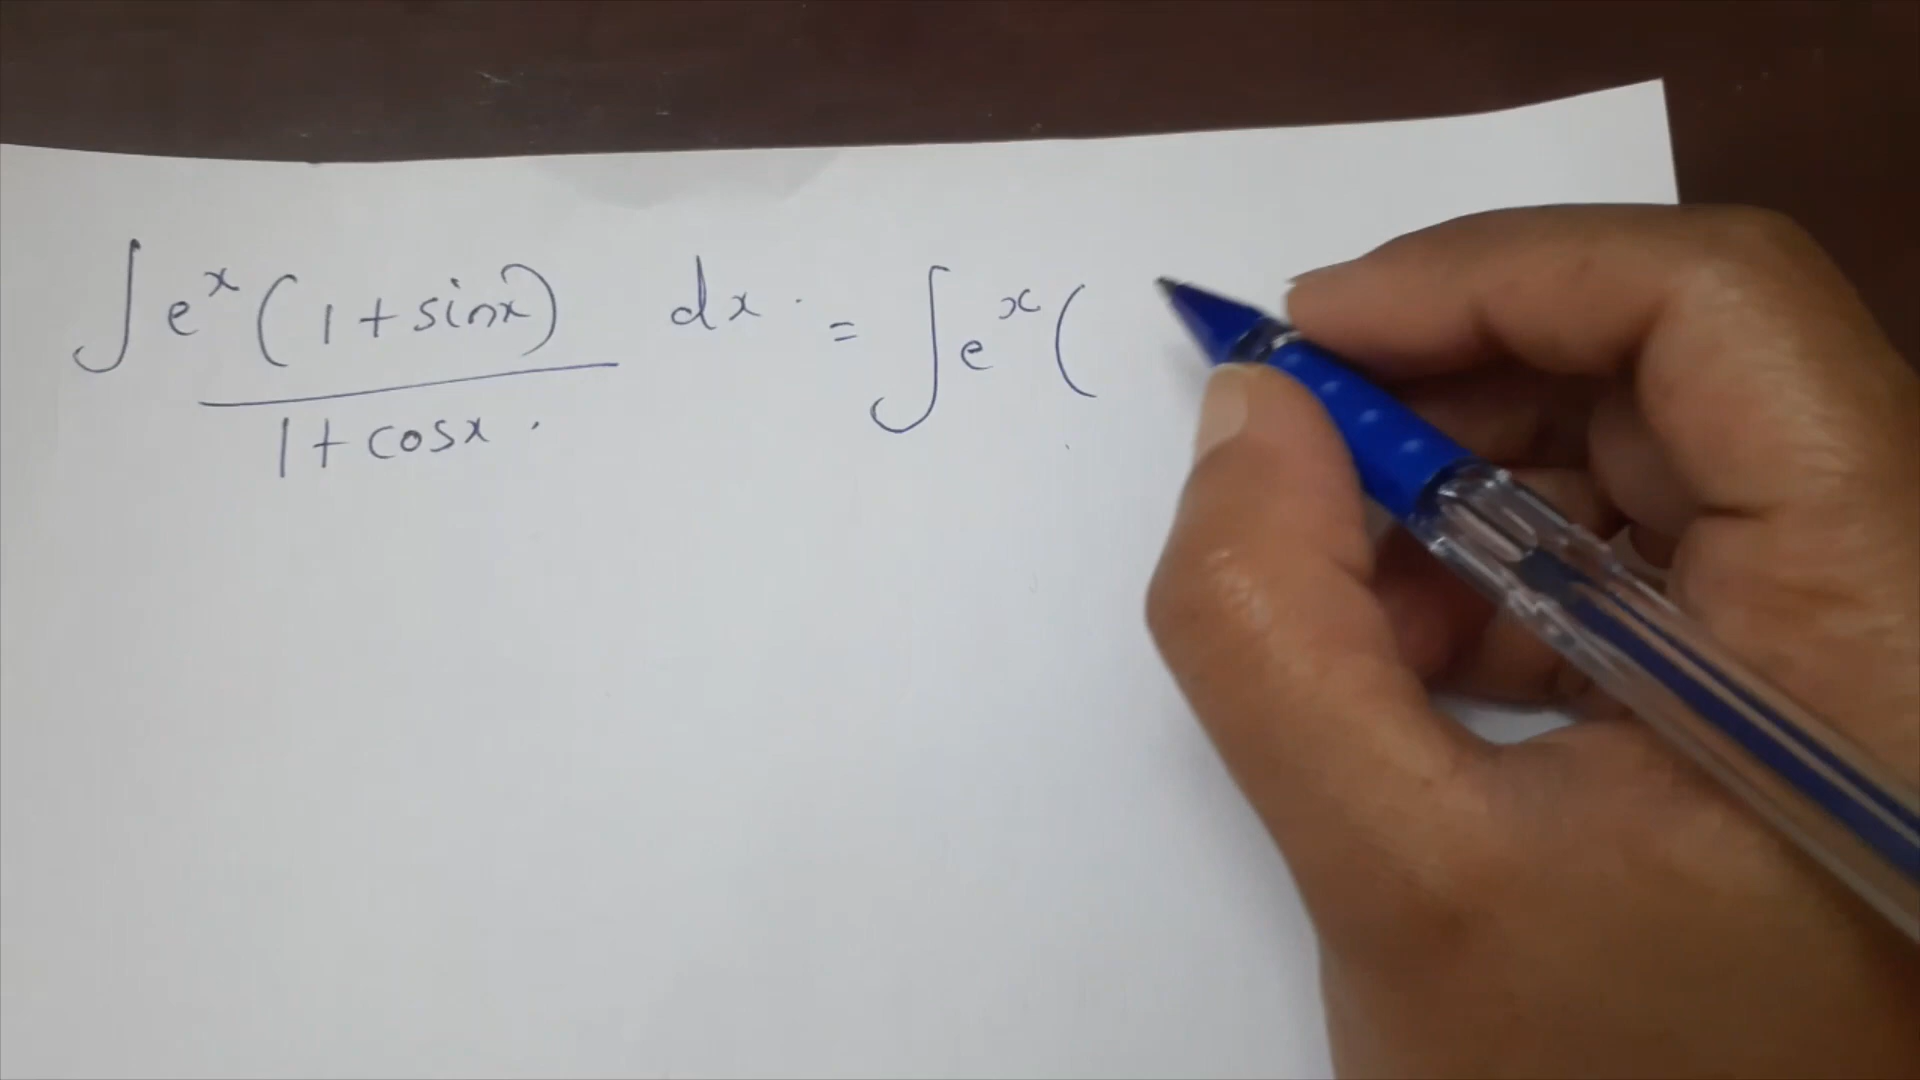 ∫ eˣ (1 + sinx) dx = ∫ eˣ (
1 + cosx